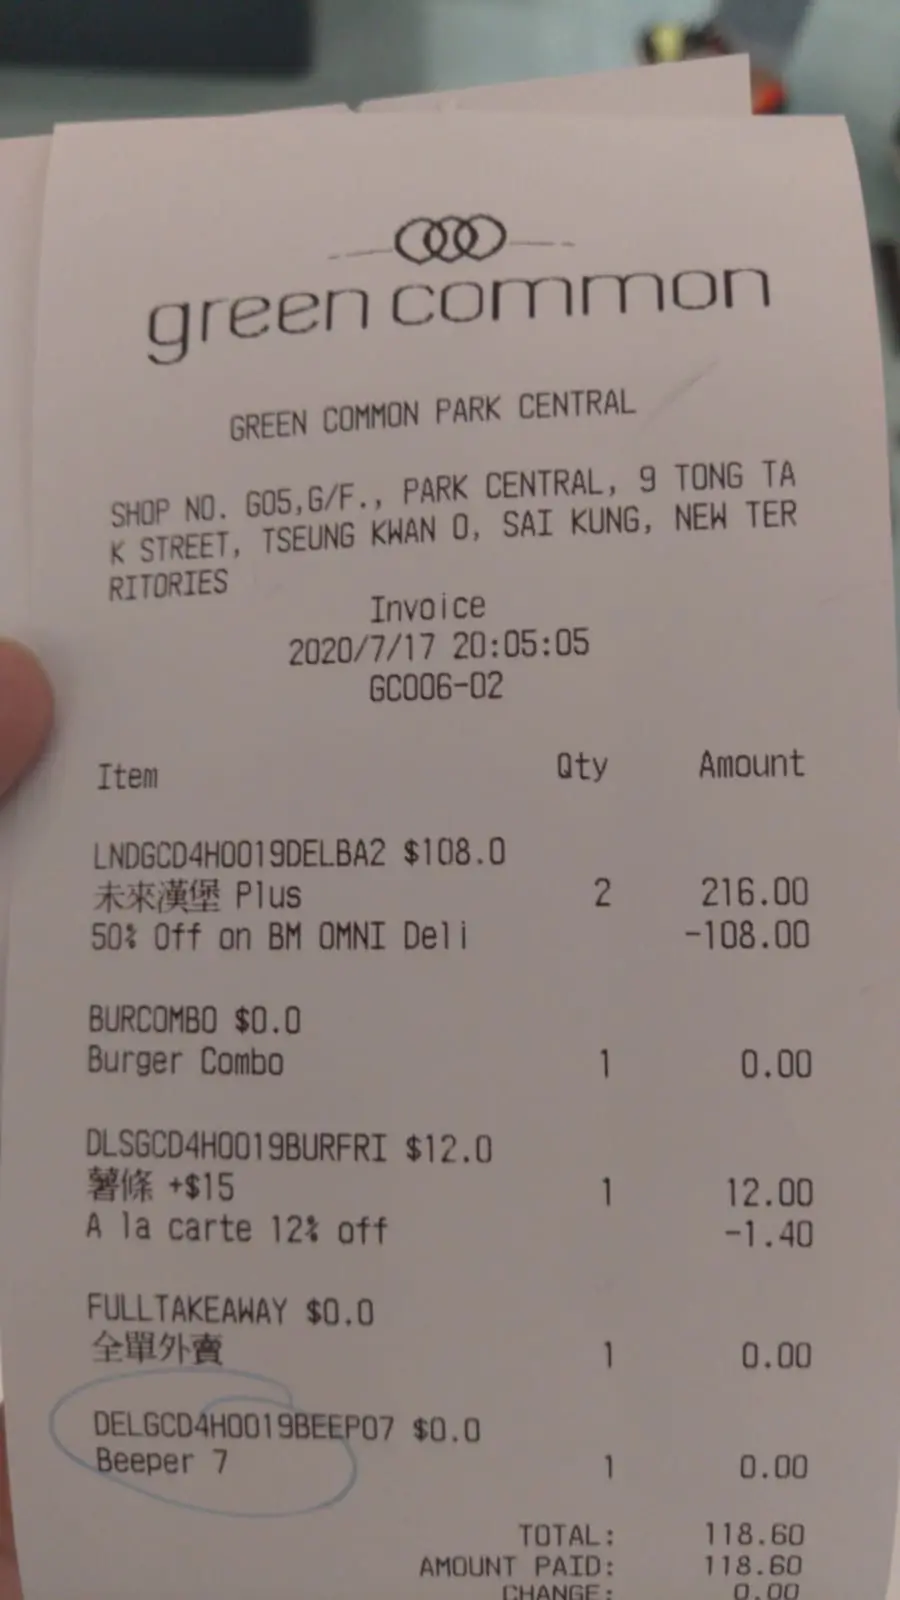 green common
GREEN COMMON PARK CENTRAL
SHOP NO. G05,G/F., PARK CENTRAL, 9 TONG TA
K STREET, TSEUNG KWAN O, SAI KUNG, NEW TER
RITORIES
Invoice
2020/7/17 20:05:05
GC006-02
Item Qty Amount
LNDGCD4H0019DELBA2 $108.0
未來漢堡 Plus 2 216.00
50% Off on BM OMNI Deli -108.00
BURCOMBO $0.0
Burger Combo 1 0.00
DLSGCD4H0019BURFRI $12.0
薯條 +$15 1 12.00
A la carte 12% off -1.40
FULLTAKEAWAY $0.0
全單外賣 1 0.00
DELGCD4H0019BEEP07 $0.0
Beeper 7 1 0.00
TOTAL: 118.60
AMOUNT PAID: 118.60
CHANGE: 0.00